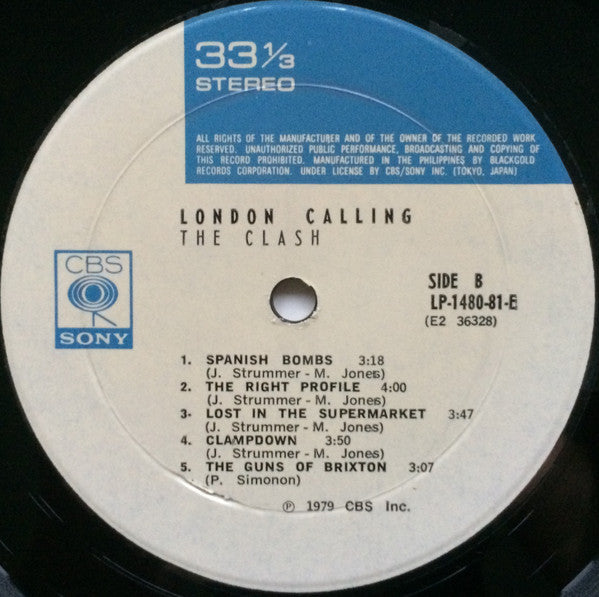 33 1/3
STEREO
ALL RIGHTS OF THE MANUFACTURER AND OF THE OWNER OF THE RECORDED WORK
RESERVED. UNAUTHORIZED PUBLIC PERFORMANCE, BROADCASTING AND COPYING OF
THIS RECORD PROHIBITED. MANUFACTURED IN THE PHILIPPINES BY BLACKGOLD
RECORDS CORPORATION. UNDER LICENSE BY CBS/SONY INC. (TOKYO, JAPAN)
LONDON CALLING
THE CLASH
CBS
SONY
SIDE B
LP-1480-81-E
(E2 36328)
1. SPANISH BOMBS 3:18
(J. Strummer - M. Jones)
2. THE RIGHT PROFILE 4:00
(J. Strummer - M. Jones)
3- LOST IN THE SUPERMARKET 3:47
(J. Strummer - M. Jones)
4. CLAMPDOWN 3:50
(J. Strummer - M. Jones)
5. THE GUNS OF BRIXTON 3:07
(P. Simonon)
℗ 1979 CBS Inc.